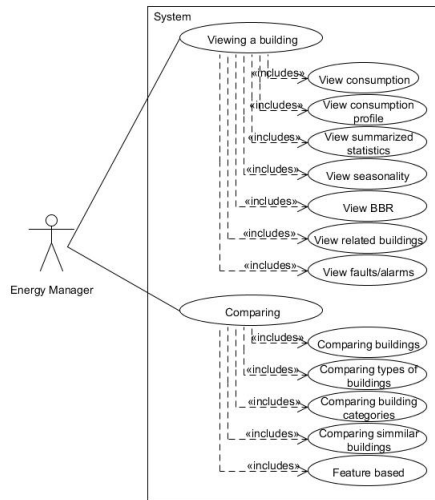 System
Viewing a building
«includes»
View consumption
«includes»
View consumption
profile
«includes»
View summarized
statistics
«includes»
View seasonality
«includes»
View BBR
«includes»
View related buildings
«includes»
View faults/alarms
Energy Manager
Comparing
«includes»
Comparing buildings
«includes»
Comparing types of
buildings
«includes»
Comparing building
categories
«includes»
Comparing simmilar
buildings
«includes»
Feature based